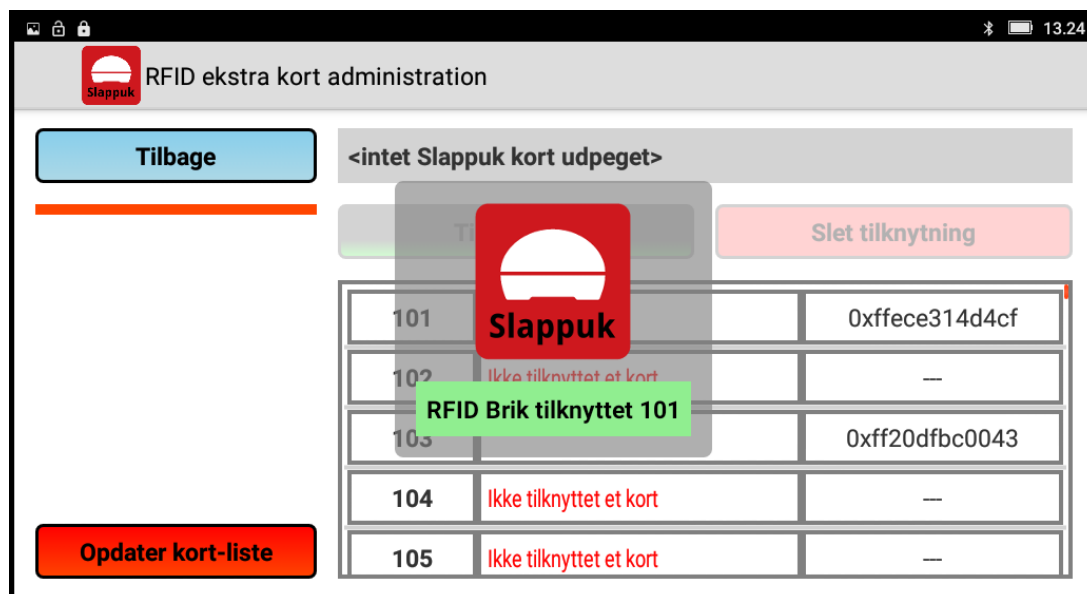 13.24
Slappuk
RFID ekstra kort administration
Tilbage
<intet Slappuk kort udpeget>
Slet tilknytning
101
0xffece314d4cf
Slappuk
102
Ikke tilknyttet et kort
---
RFID Brik tilknyttet 101
103
0xff20dfbc0043
104
Ikke tilknyttet et kort
---
Opdater kort-liste
105
Ikke tilknyttet et kort
---